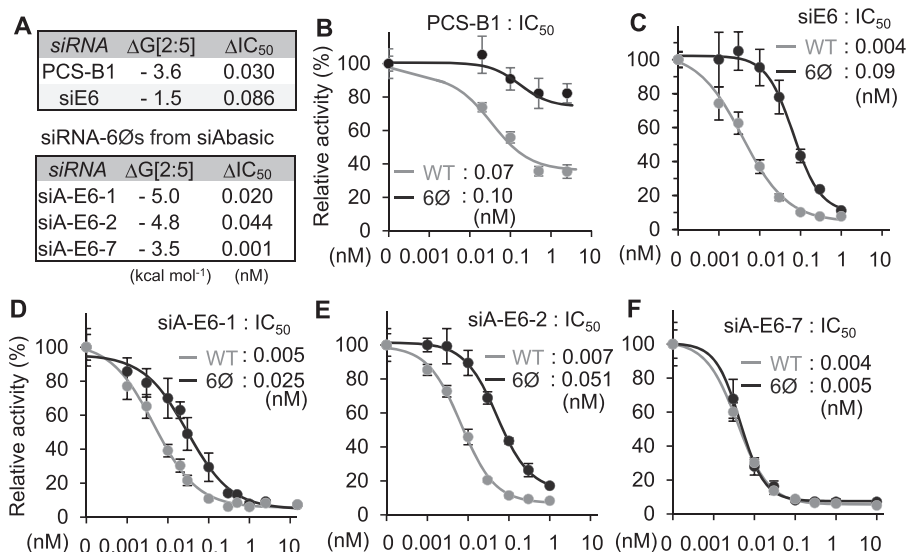 A
siRNA ΔG[2:5] ΔIC50
PCS-B1 - 3.6 0.030
siE6 - 1.5 0.086
siRNA-6Øs from siAbasic
siRNA ΔG[2:5] ΔIC50
siA-E6-1 - 5.0 0.020
siA-E6-2 - 4.8 0.044
siA-E6-7 - 3.5 0.001
(kcal mol-1) (nM)
B
PCS-B1 : IC50
Relative activity (%)
120
100
80
60
40
20
0
WT : 0.07
6Ø : 0.10
(nM)
(nM) 0 0.001 0.01 0.1 1 10
C
siE6 : IC50
WT : 0.004
6Ø : 0.09
(nM)
100
80
60
40
20
0
(nM) 0 0.001 0.01 0.1 1 10
D
siA-E6-1 : IC50
WT : 0.005
6Ø : 0.025
(nM)
Relative activity (%)
100
80
60
40
20
0
(nM) 0 0.001 0.01 0.1 1 10
E
siA-E6-2 : IC50
WT : 0.007
6Ø : 0.051
(nM)
100
80
60
40
20
0
(nM) 0 0.001 0.01 0.1 1 10
F
siA-E6-7 : IC50
WT : 0.004
6Ø : 0.005
(nM)
100
80
60
40
20
0
(nM) 0 0.001 0.01 0.1 1 10